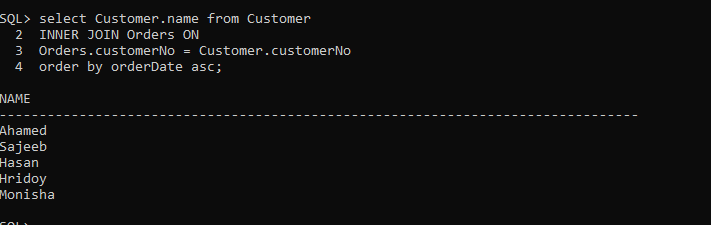 SQL> select Customer.name from Customer
2 INNER JOIN Orders ON
3 Orders.customerNo = Customer.customerNo
4 order by orderDate asc;
NAME
--------------------------------------------------------------------------------
Ahamed
Sajeeb
Hasan
Hridoy
Monisha
SQL>